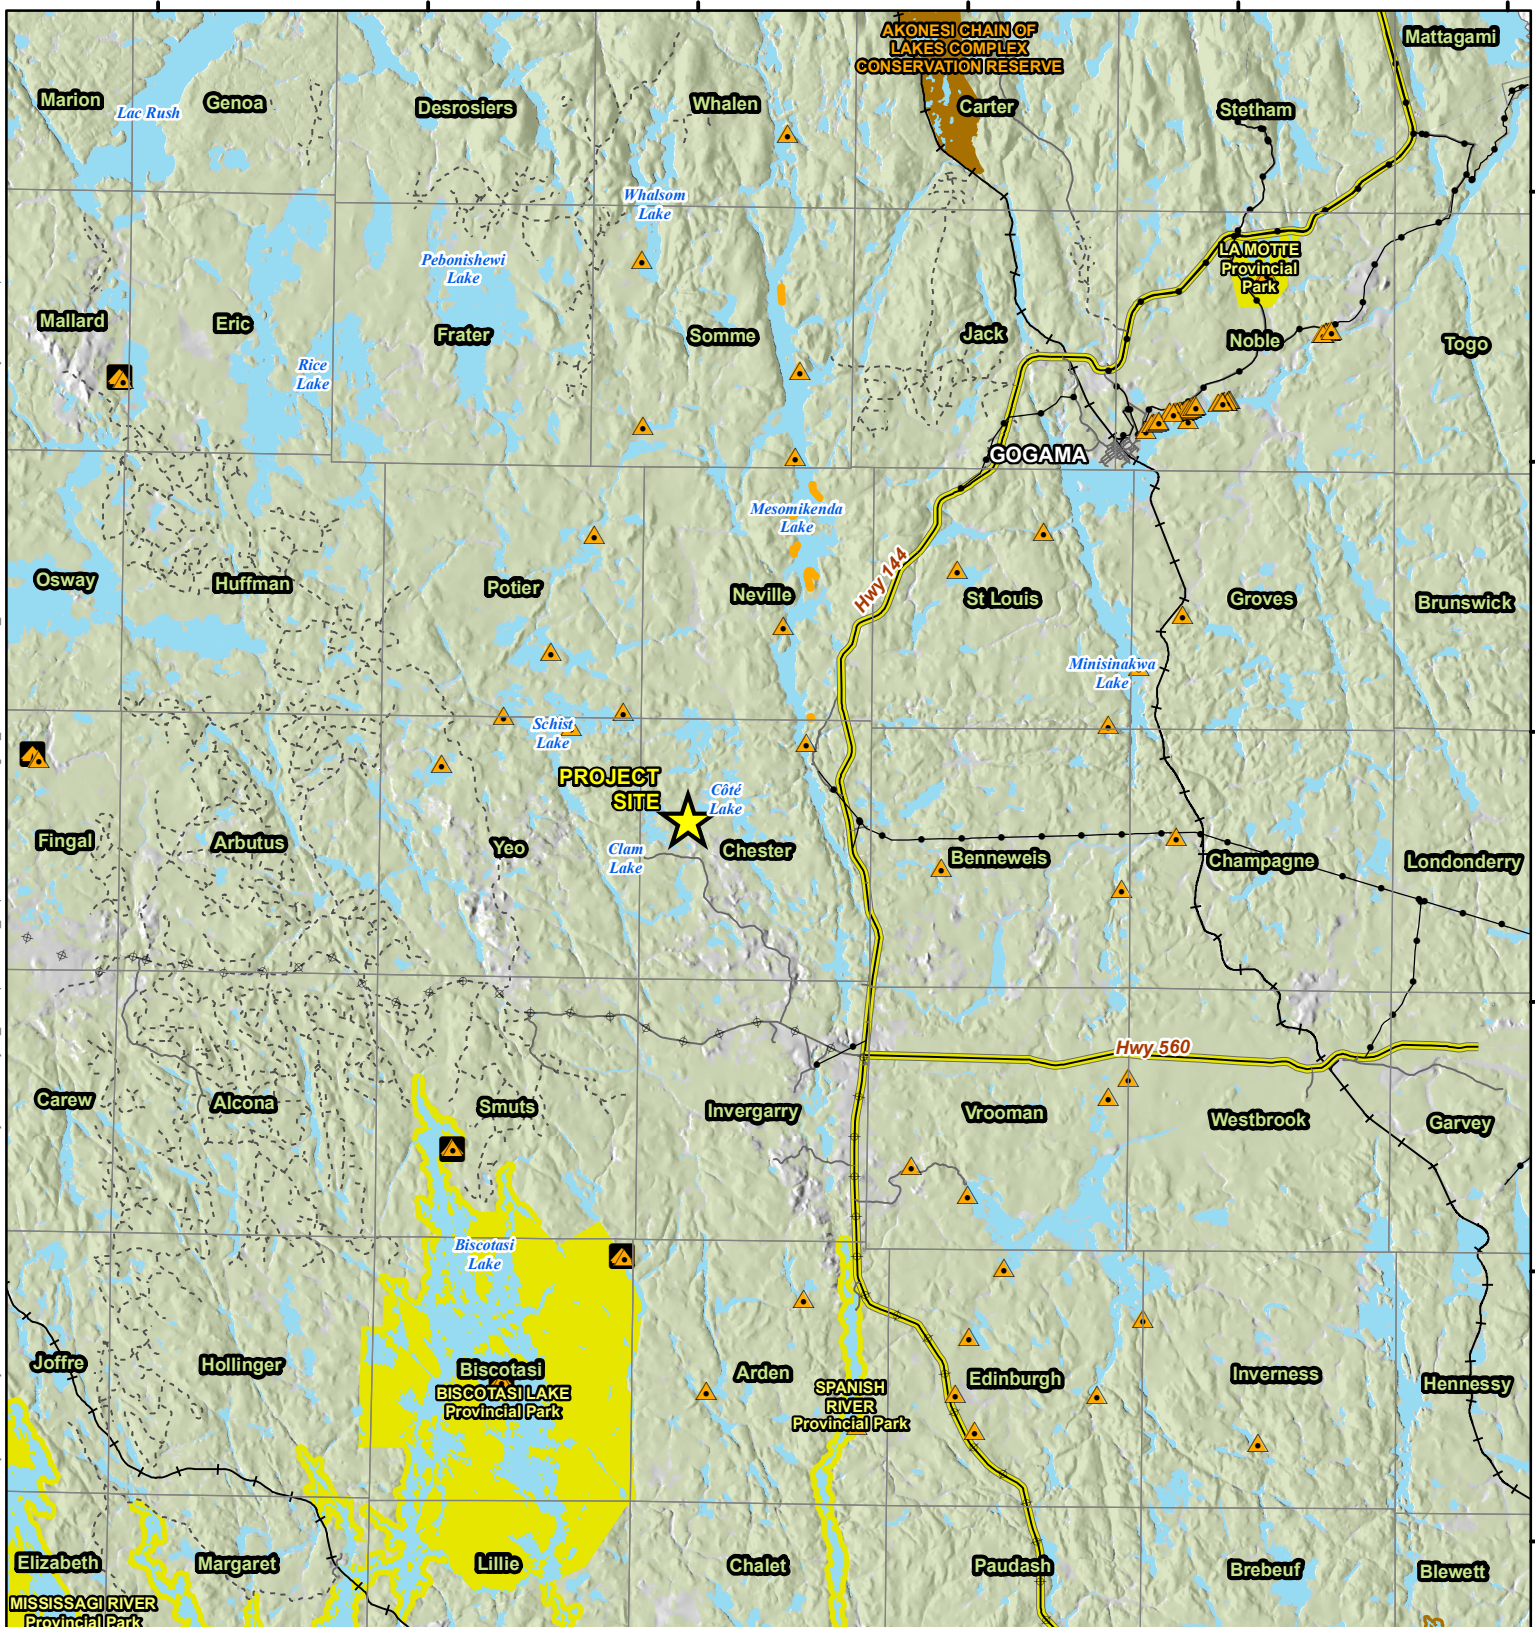 AKONESI CHAIN OF
LAKES COMPLEX
CONSERVATION RESERVE
Mattagami
Marion
Lac Rush
Genoa
Desrosiers
Whalen
Carter
Stetham
Whalsom
Lake
Pebonishewi
Lake
LA MOTTE
Provincial
Park
Mallard
Eric
Frater
Somme
Jack
Noble
Togo
Rice
Lake
GOGAMA
Mesomikenda
Lake
Hwy 144
Osway
Huffman
Potier
Neville
St Louis
Groves
Brunswick
Minisinakwa
Lake
Schist
Lake
PROJECT
SITE
Côté
Lake
Fingal
Arbutus
Yeo
Clam
Lake
Chester
Benneweis
Champagne
Londonderry
Hwy 560
Carew
Alcona
Smuts
Invergarry
Vrooman
Westbrook
Garvey
Biscotasi
Lake
Joffre
Hollinger
Biscotasi
BISCOTASI LAKE
Provincial Park
Arden
SPANISH
RIVER
Provincial Park
Edinburgh
Inverness
Hennessy
Elizabeth
Margaret
Lillie
Chalet
Paudash
Brebeuf
Blewett
MISSISSAGI RIVER
Provincial Park